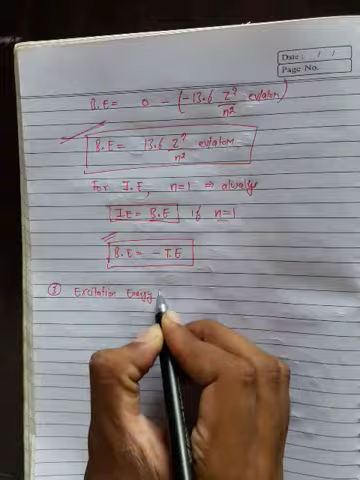 Date : / /
Page No.
B.E = 0 - (-13.6 Z²/n² ev/atom)
B.E = 13.6 Z²/n² ev/atom
For I.E, n=1 ⇒ always
I.E = B.E if n=1
B.E = - T.E
③ Excitation Energy